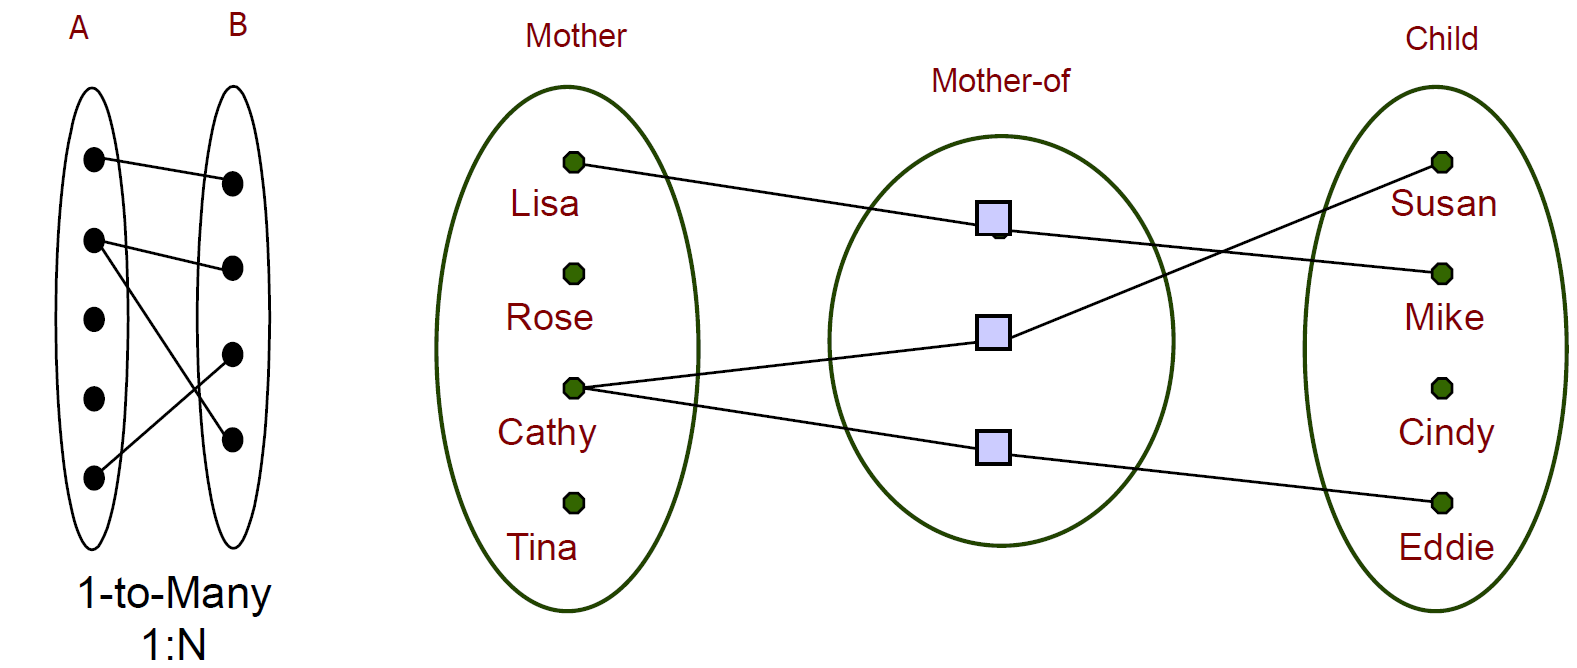 A
B
1-to-Many
1:N
Mother
Mother-of
Child
Lisa
Rose
Cathy
Tina
Susan
Mike
Cindy
Eddie